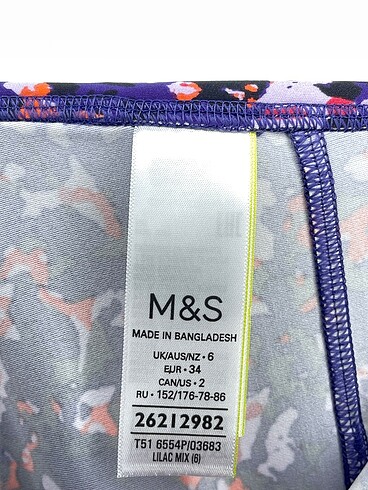 M&S
MADE IN BANGLADESH
UK/AUS/NZ • 6
EUR • 34
CAN/US • 2
RU • 152/176-78-86
26212982
T51 6554P/03683
LILAC MIX (6)